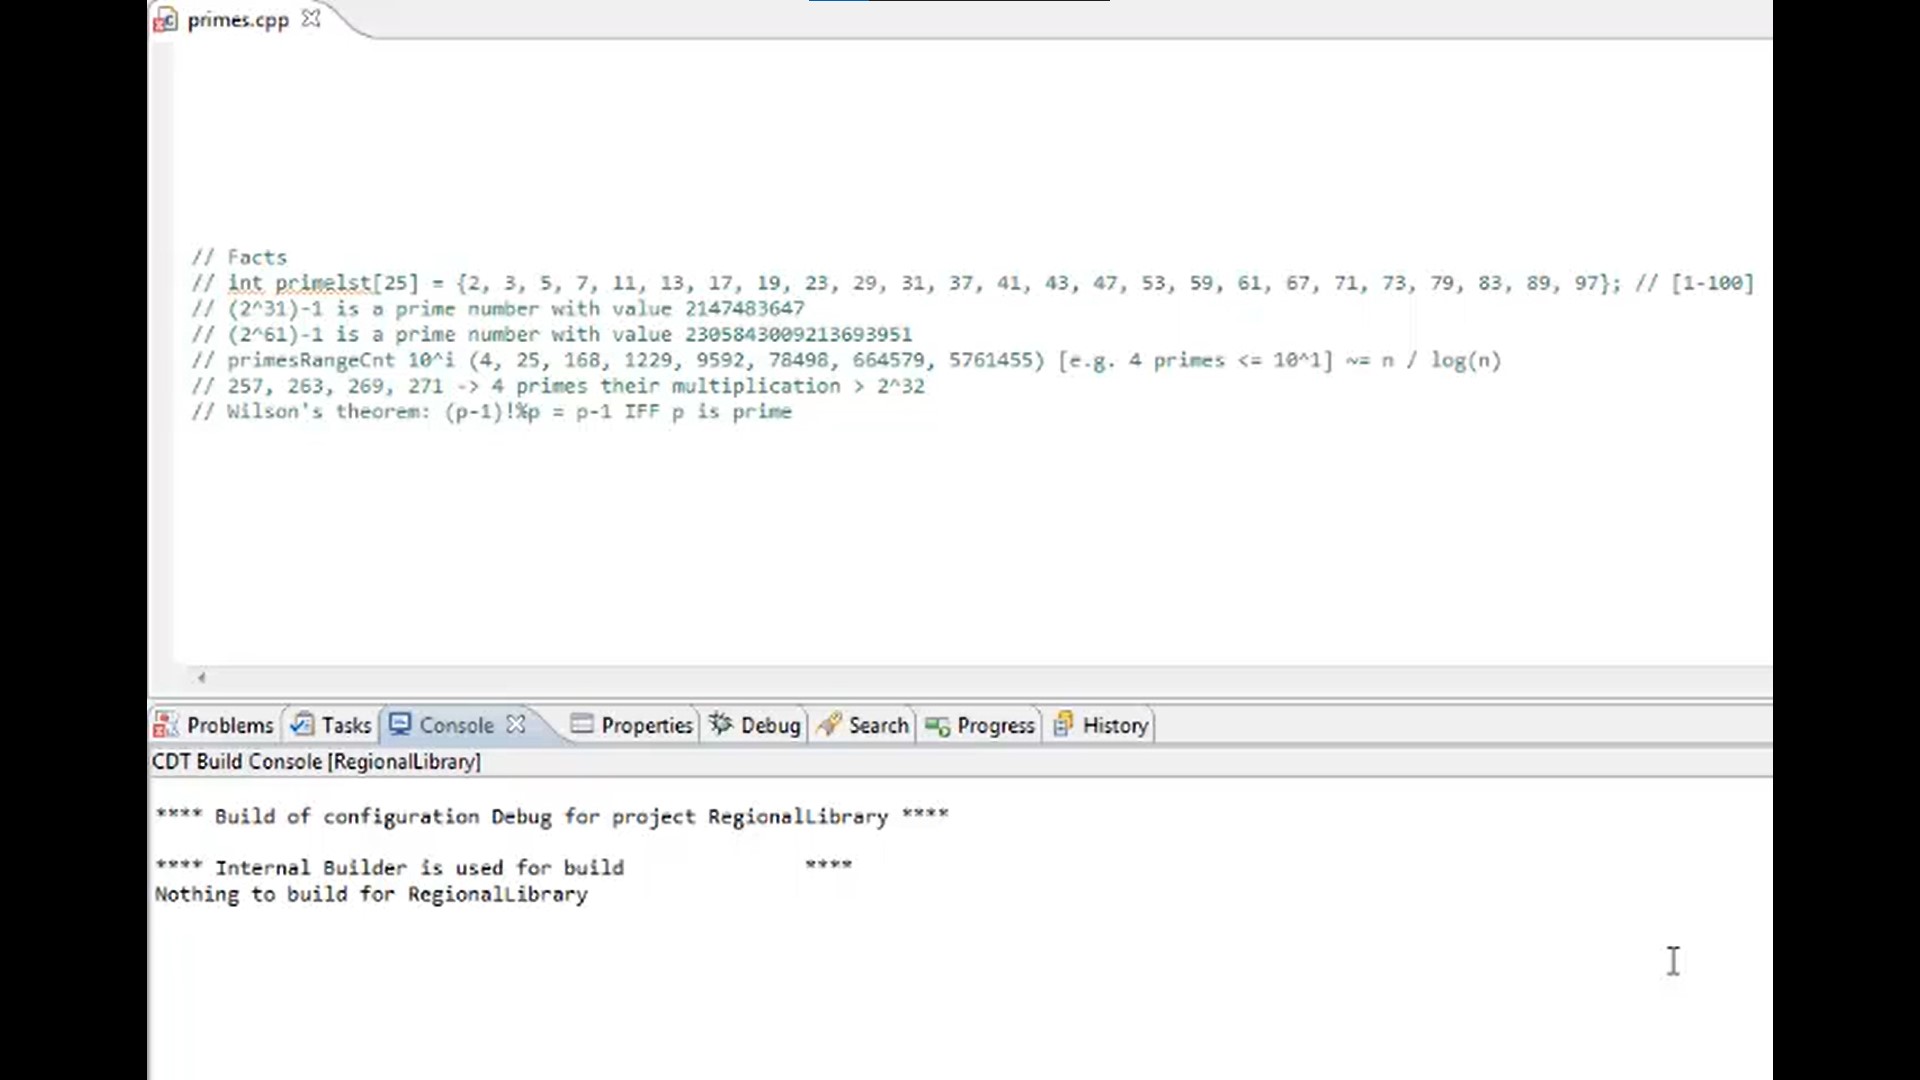 primes.cpp
// Facts
// int primelst[25] = {2, 3, 5, 7, 11, 13, 17, 19, 23, 29, 31, 37, 41, 43, 47, 53, 59, 61, 67, 71, 73, 79, 83, 89, 97}; // [1-100]
// (2^31)-1 is a prime number with value 2147483647
// (2^61)-1 is a prime number with value 2305843009213693951
// primesRangeCnt 10^i (4, 25, 168, 1229, 9592, 78498, 664579, 5761455) [e.g. 4 primes <= 10^1] ~= n / log(n)
// 257, 263, 269, 271 -> 4 primes their multiplication > 2^32
// Wilson's theorem: (p-1)!%p = p-1 IFF p is prime
Problems Tasks Console Properties Debug Search Progress History
CDT Build Console [RegionalLibrary]
**** Build of configuration Debug for project RegionalLibrary ****
**** Internal Builder is used for build ****
Nothing to build for RegionalLibrary